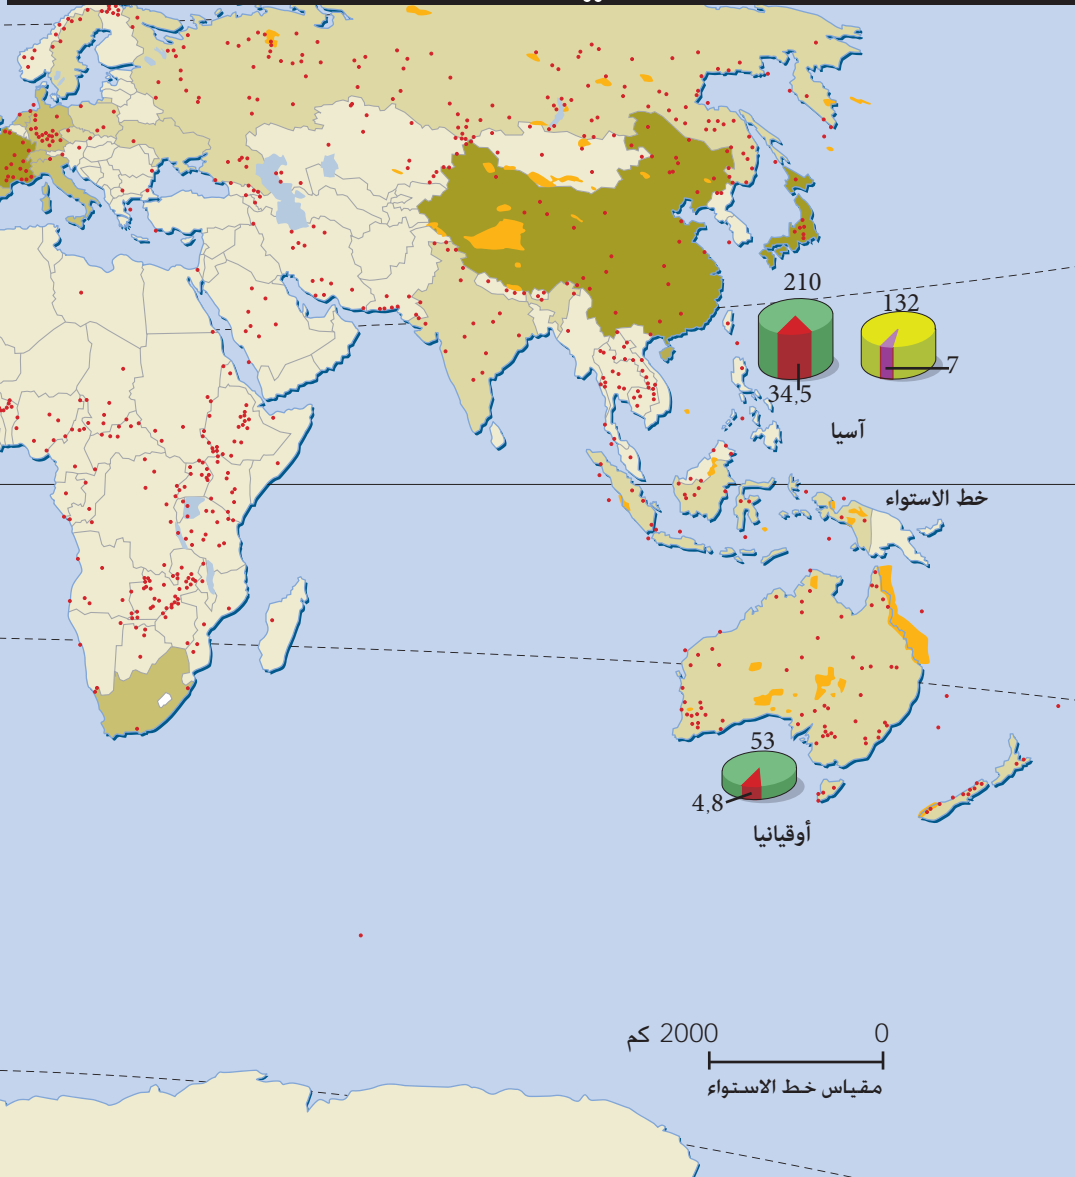 210
132
7
34,5
آسيا
خط الاستواء
53
4,8
أوقيانيا
0 2000 كم
مقياس خط الاستواء